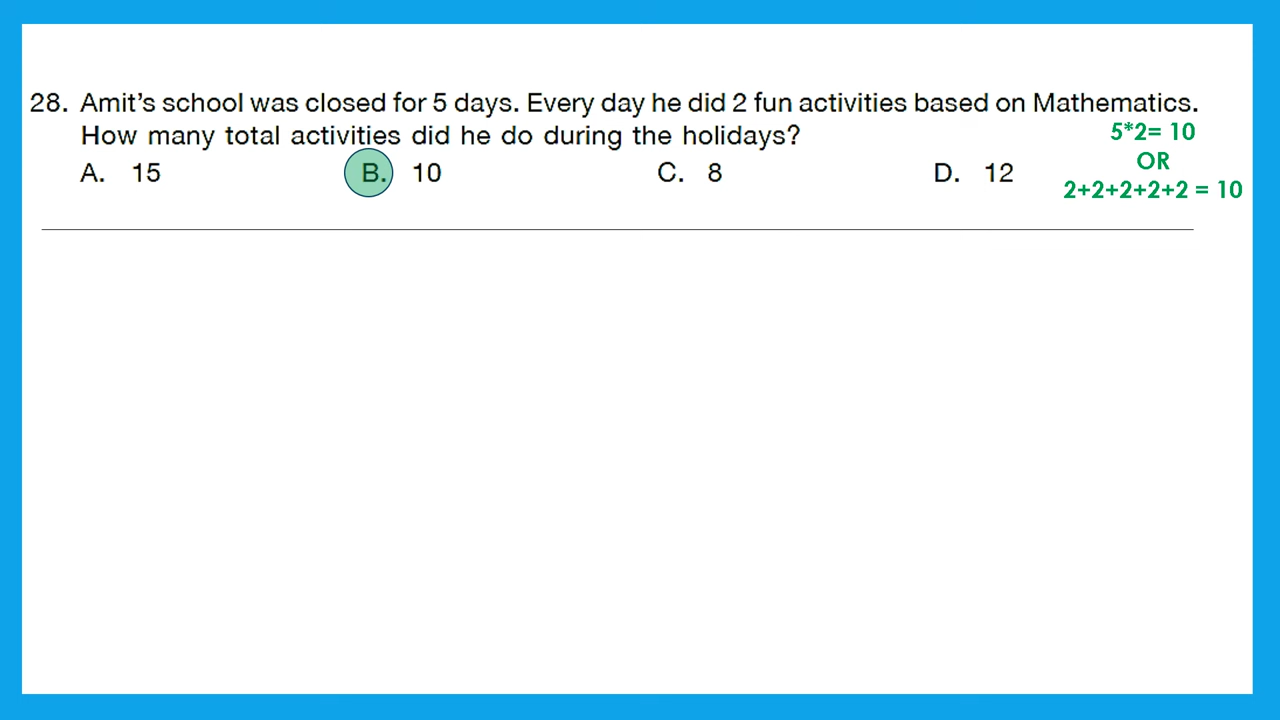 28. Amit's school was closed for 5 days. Every day he did 2 fun activities based on Mathematics.
How many total activities did he do during the holidays?
5*2= 10
OR
A. 15 B. 10 C. 8 D. 12
2+2+2+2+2 = 10